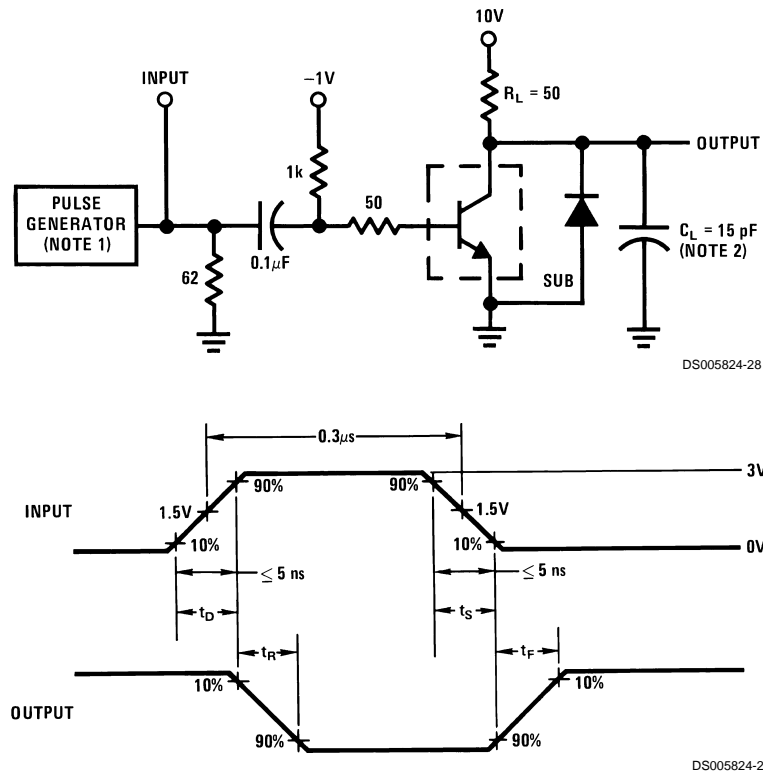 10V
INPUT
–1V
R_L = 50
OUTPUT
1k
PULSE
GENERATOR
(NOTE 1)
50
0.1μF
62
SUB
C_L = 15 pF
(NOTE 2)
DS005824-28
0.3μs
3V
90%
90%
INPUT
1.5V
1.5V
10%
10%
0V
≤ 5 ns
≤ 5 ns
t_D
t_S
t_R
t_F
10%
10%
OUTPUT
90%
90%
DS005824-2